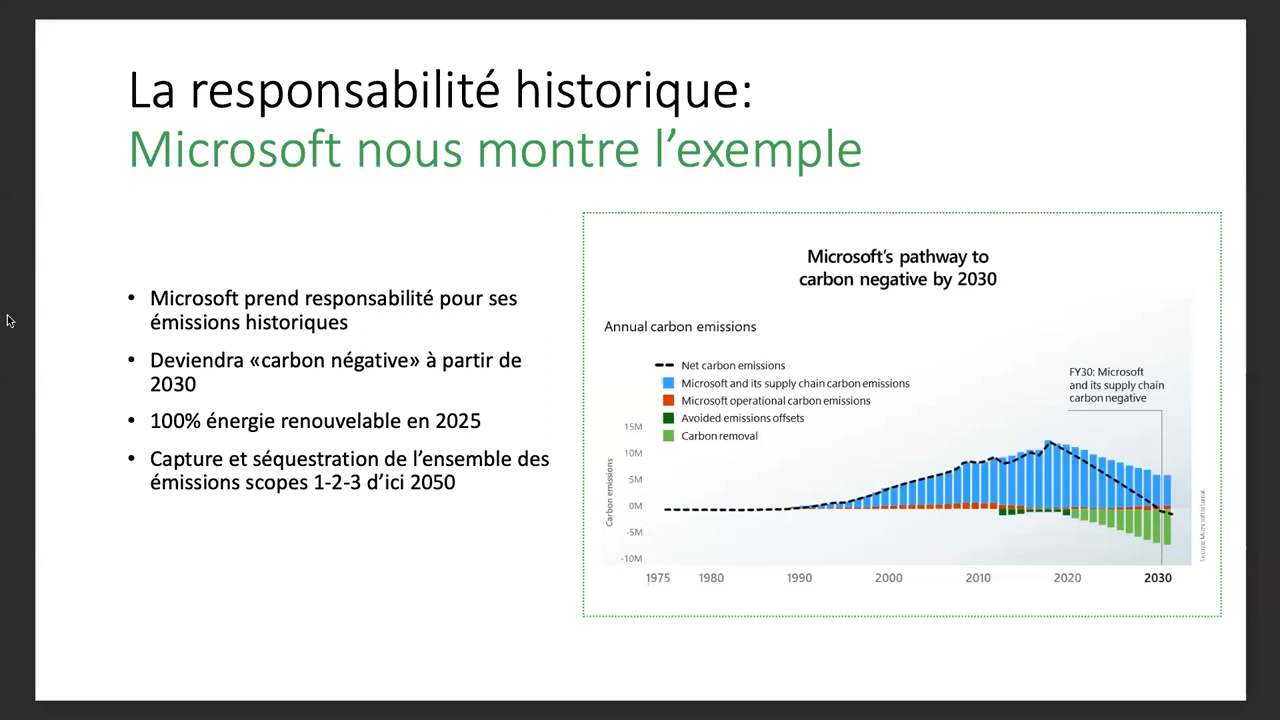 La responsabilité historique:
Microsoft nous montre l’exemple
• Microsoft prend responsabilité pour ses
émissions historiques
• Deviendra «carbon négative» à partir de
2030
• 100% énergie renouvelable en 2025
• Capture et séquestration de l’ensemble des
émissions scopes 1-2-3 d’ici 2050
Microsoft’s pathway to
carbon negative by 2030
Annual carbon emissions
Net carbon emissions
Microsoft and its supply chain carbon emissions
Microsoft operational carbon emissions
Avoided emissions offsets
Carbon removal
FY30: Microsoft
and its supply chain
carbon negative
15M
10M
5M
0M
-5M
-10M
Carbon emissions
1975 1980 1990 2000 2010 2020 2030
Source: Microsoft Internal